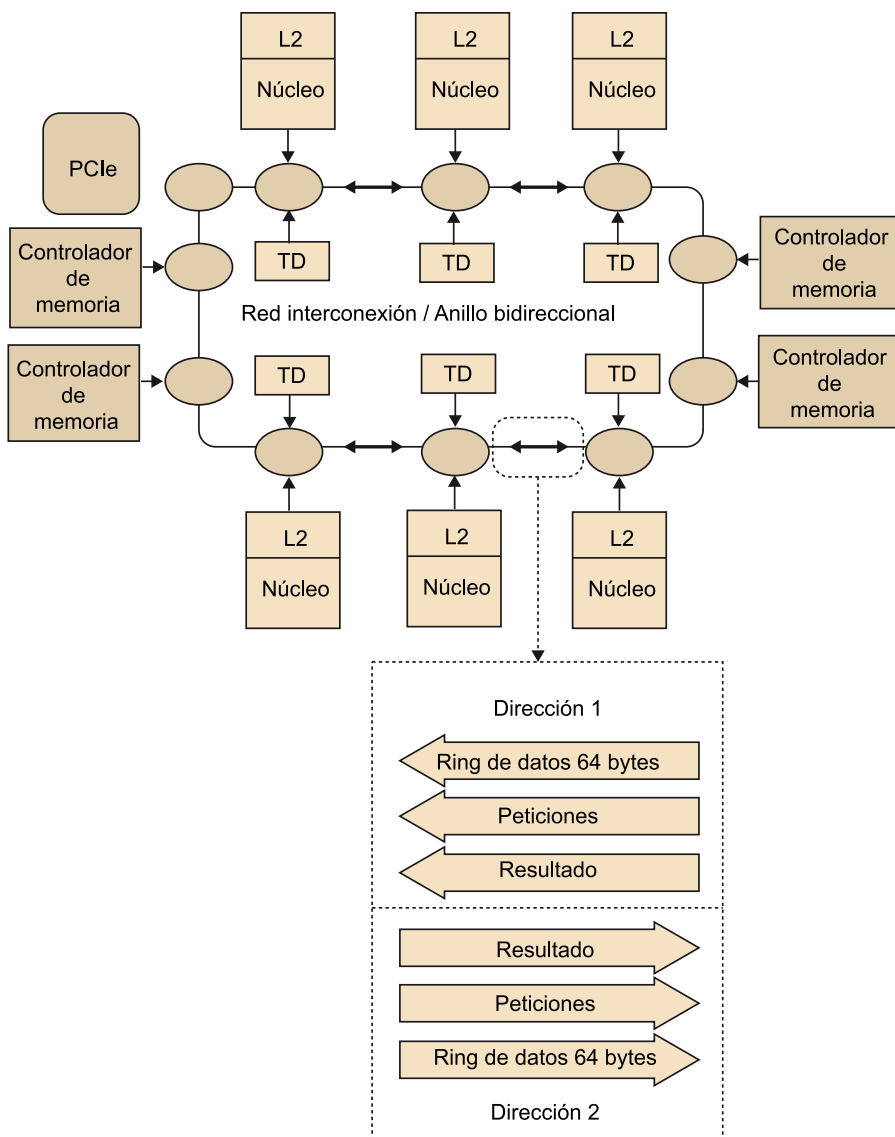 L2
Núcleo
L2
Núcleo
L2
Núcleo
PCIe
Controlador
de
memoria
TD
TD
TD
Controlador
de
memoria
Red interconexión / Anillo bidireccional
Controlador
de
memoria
TD
TD
TD
Controlador
de
memoria
L2
Núcleo
L2
Núcleo
L2
Núcleo
Dirección 1
Ring de datos 64 bytes
Peticiones
Resultado
Resultado
Peticiones
Ring de datos 64 bytes
Dirección 2